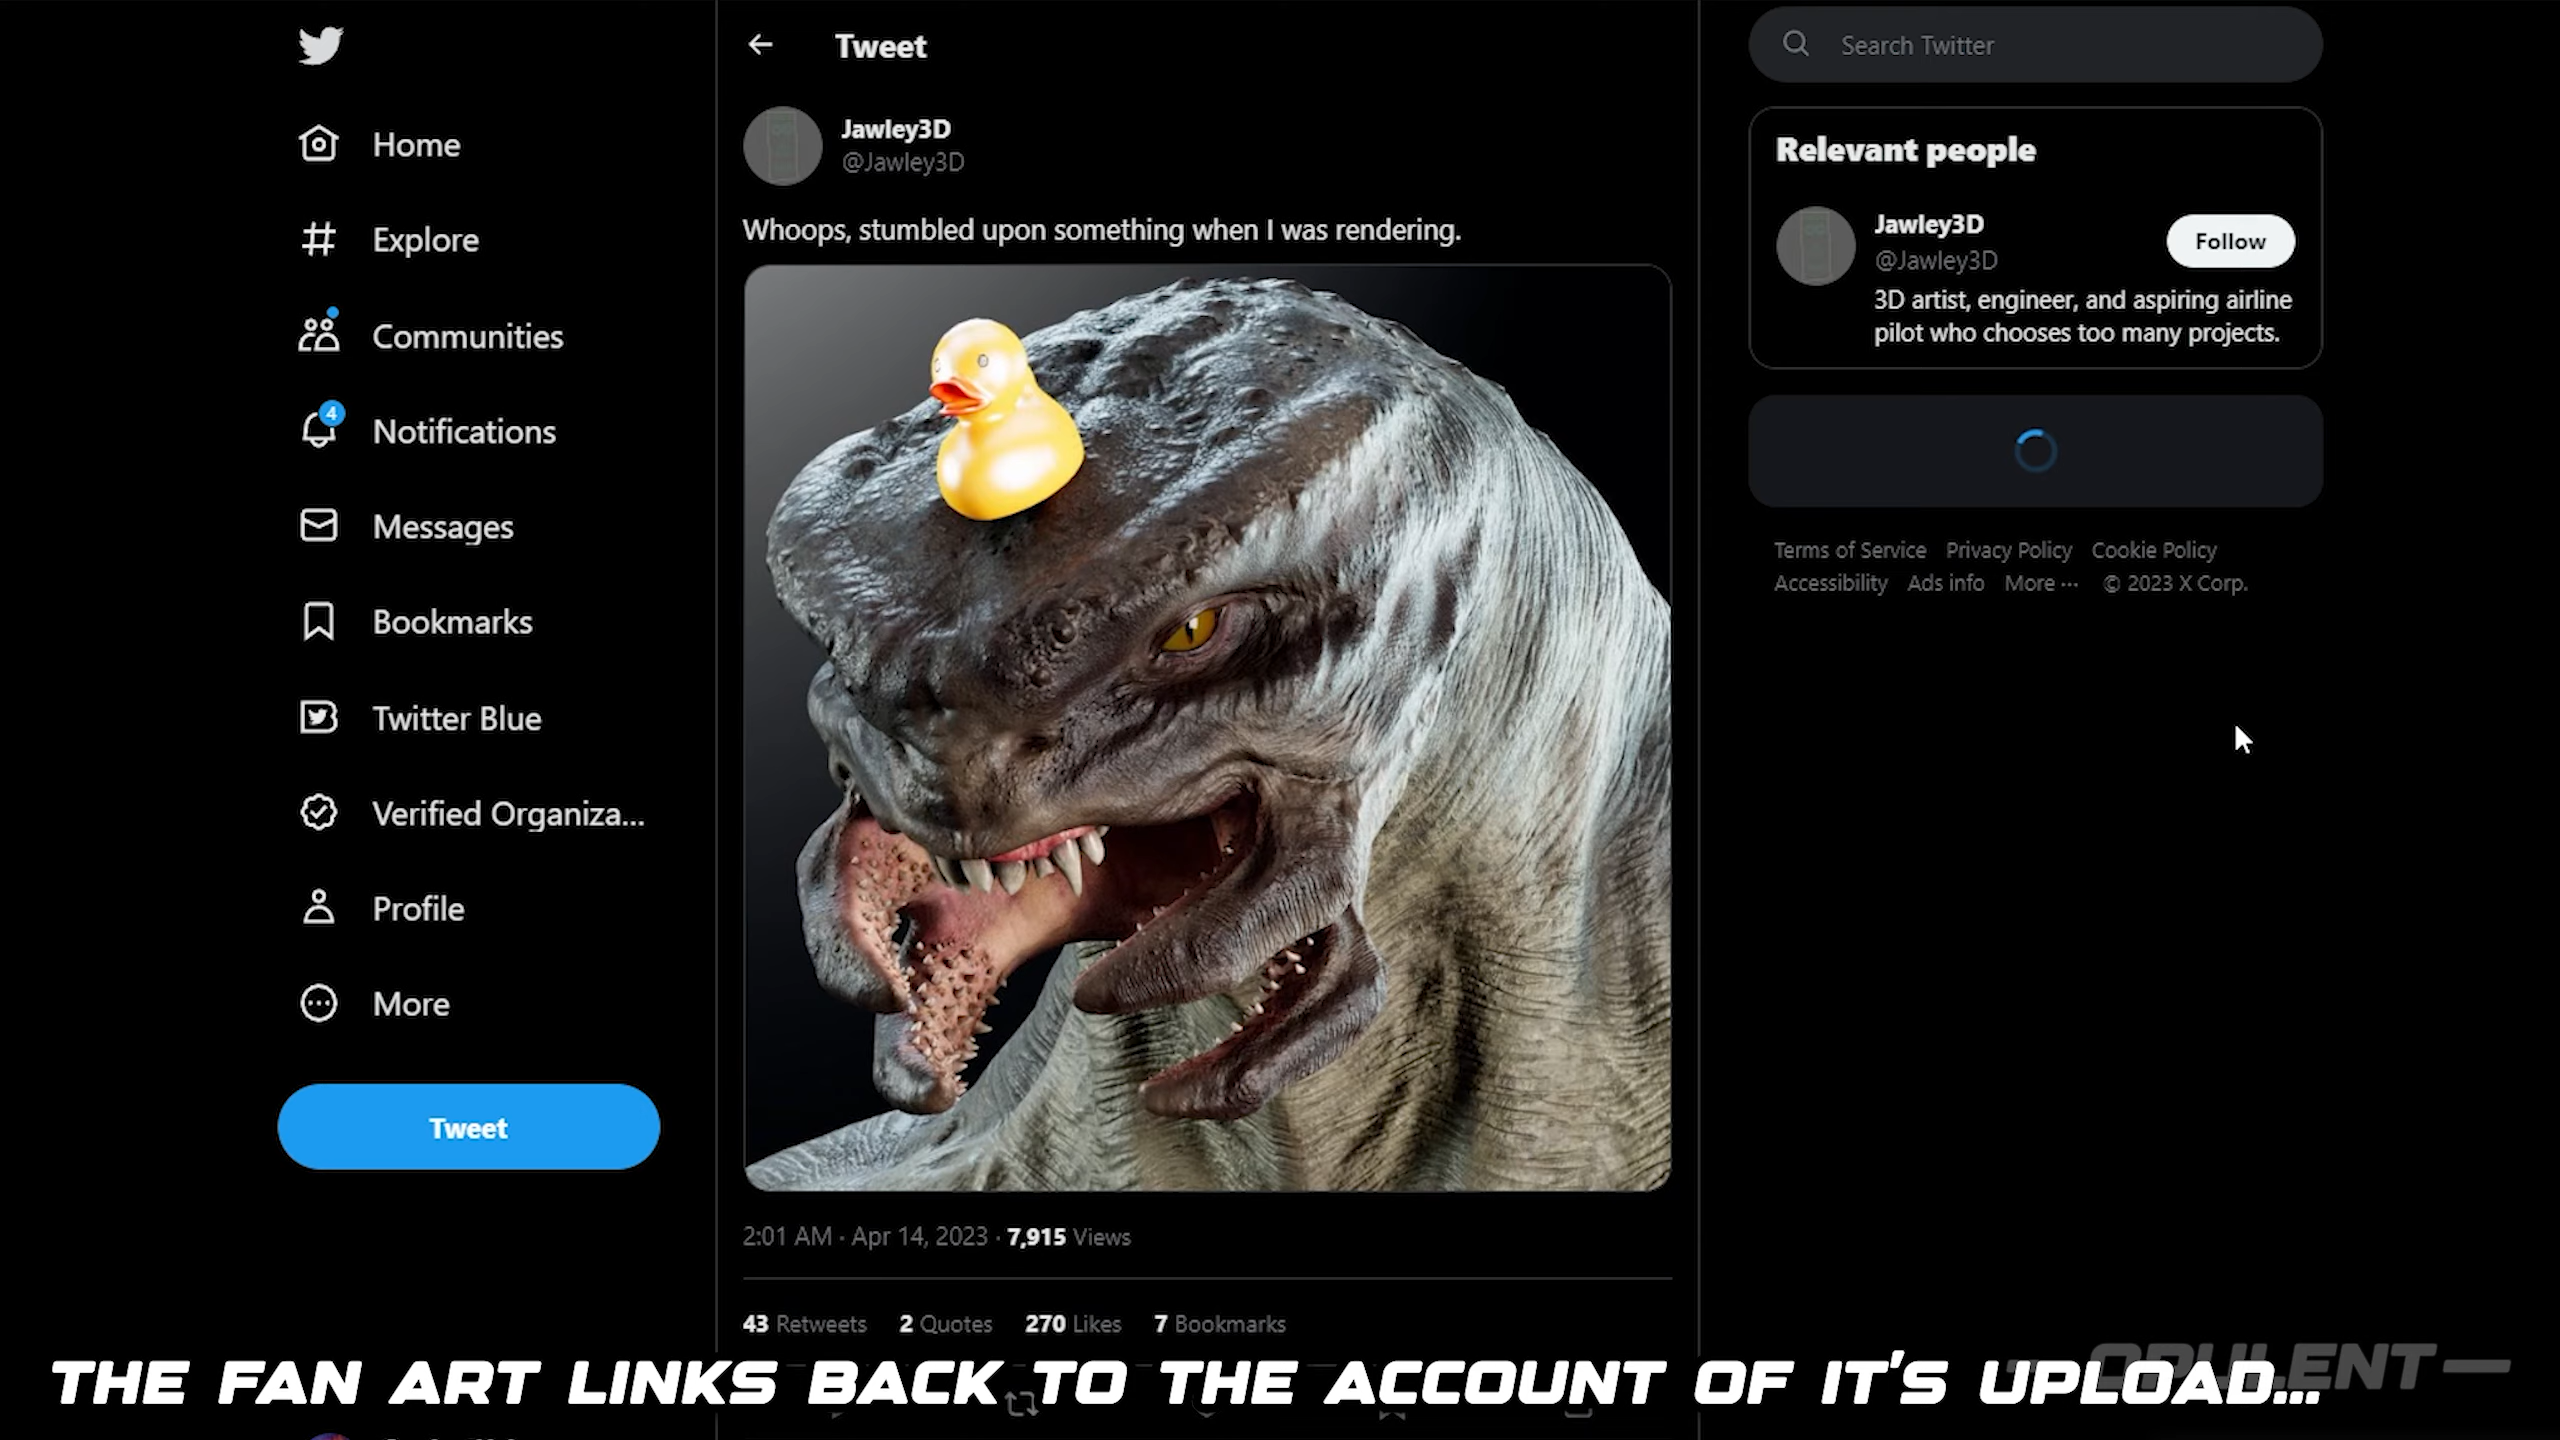 Home
Explore
Communities
4
Notifications
Messages
Bookmarks
Twitter Blue
Verified Organiza...
Profile
More
Tweet
Tweet
Jawley3D
@Jawley3D
Whoops, stumbled upon something when I was rendering.
2:01 AM · Apr 14, 2023 · 7,915 Views
43 Retweets 2 Quotes 270 Likes 7 Bookmarks
Search Twitter
Relevant people
Jawley3D
@Jawley3D
Follow
3D artist, engineer, and aspiring airline
pilot who chooses too many projects.
Terms of Service Privacy Policy Cookie Policy
Accessibility Ads info More ··· © 2023 X Corp.
OPULENT
THE FAN ART LINKS BACK TO THE ACCOUNT OF IT'S UPLOAD...